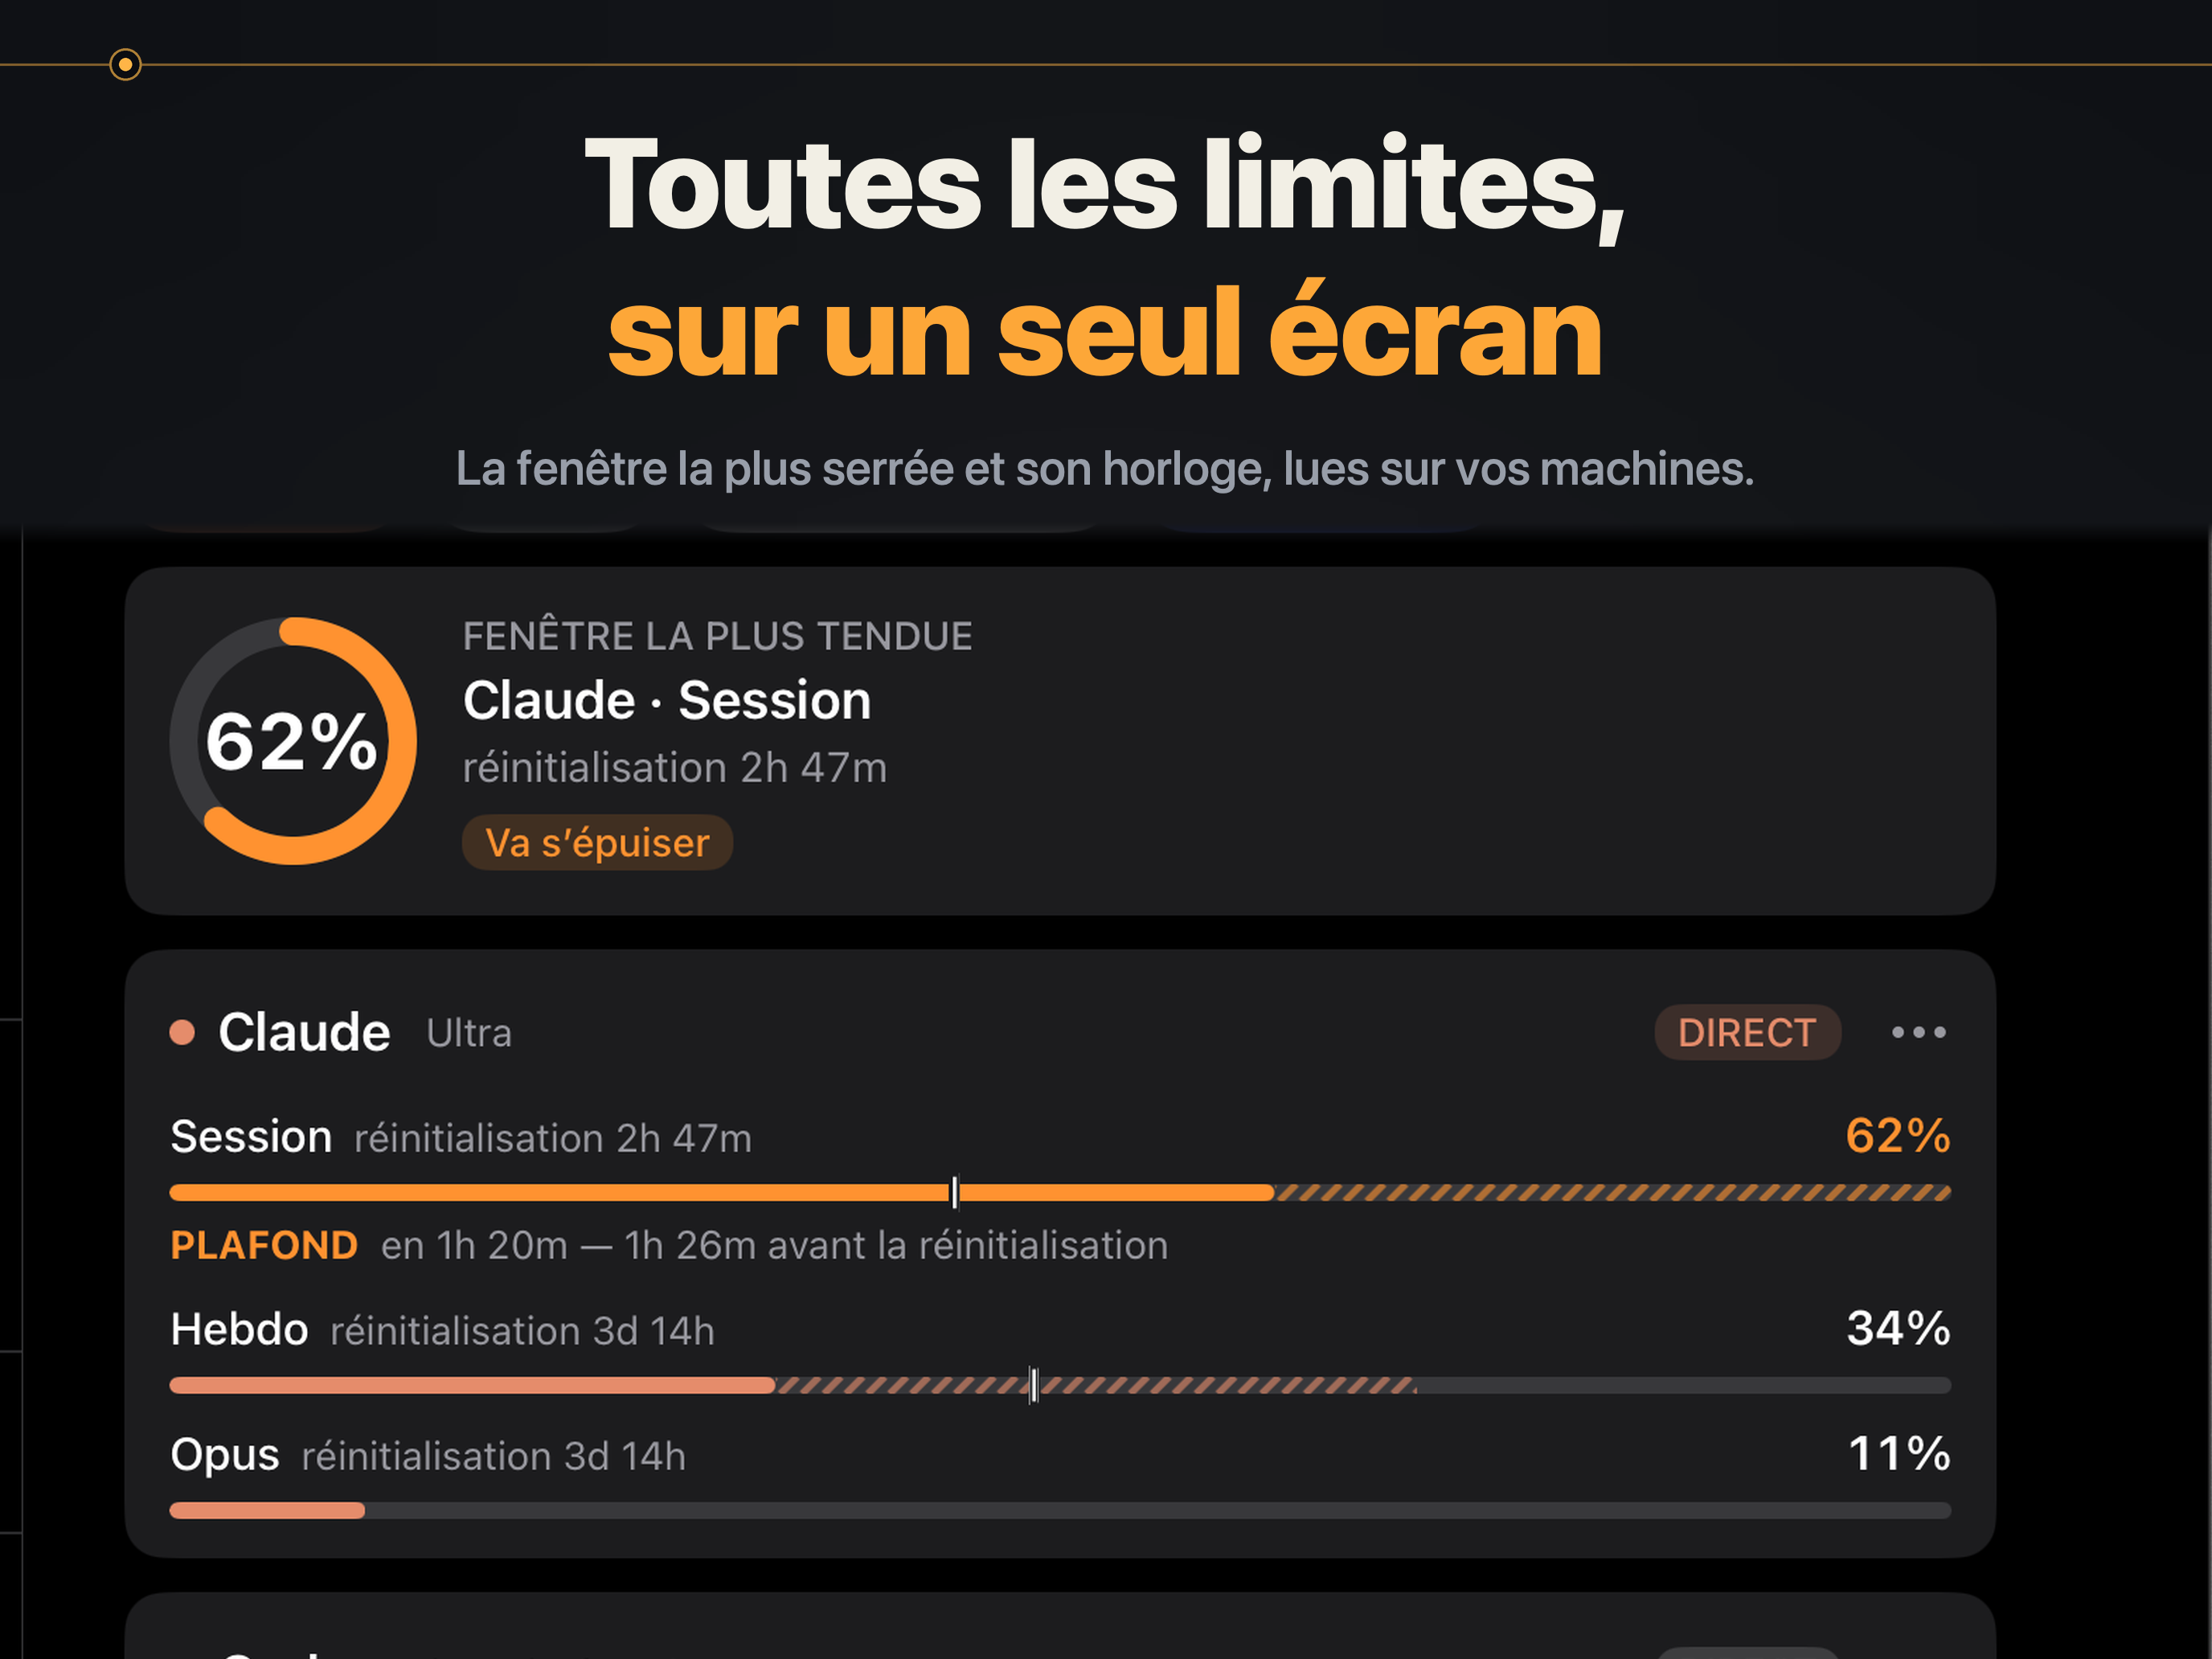 Toutes les limites,
sur un seul écran
La fenêtre la plus serrée et son horloge, lues sur vos machines.
62%
FENÊTRE LA PLUS TENDUE
Claude · Session
réinitialisation 2h 47m
Va s’épuiser
Claude Ultra DIRECT
Session réinitialisation 2h 47m 62%
PLAFOND en 1h 20m — 1h 26m avant la réinitialisation
Hebdo réinitialisation 3d 14h 34%
Opus réinitialisation 3d 14h 11%